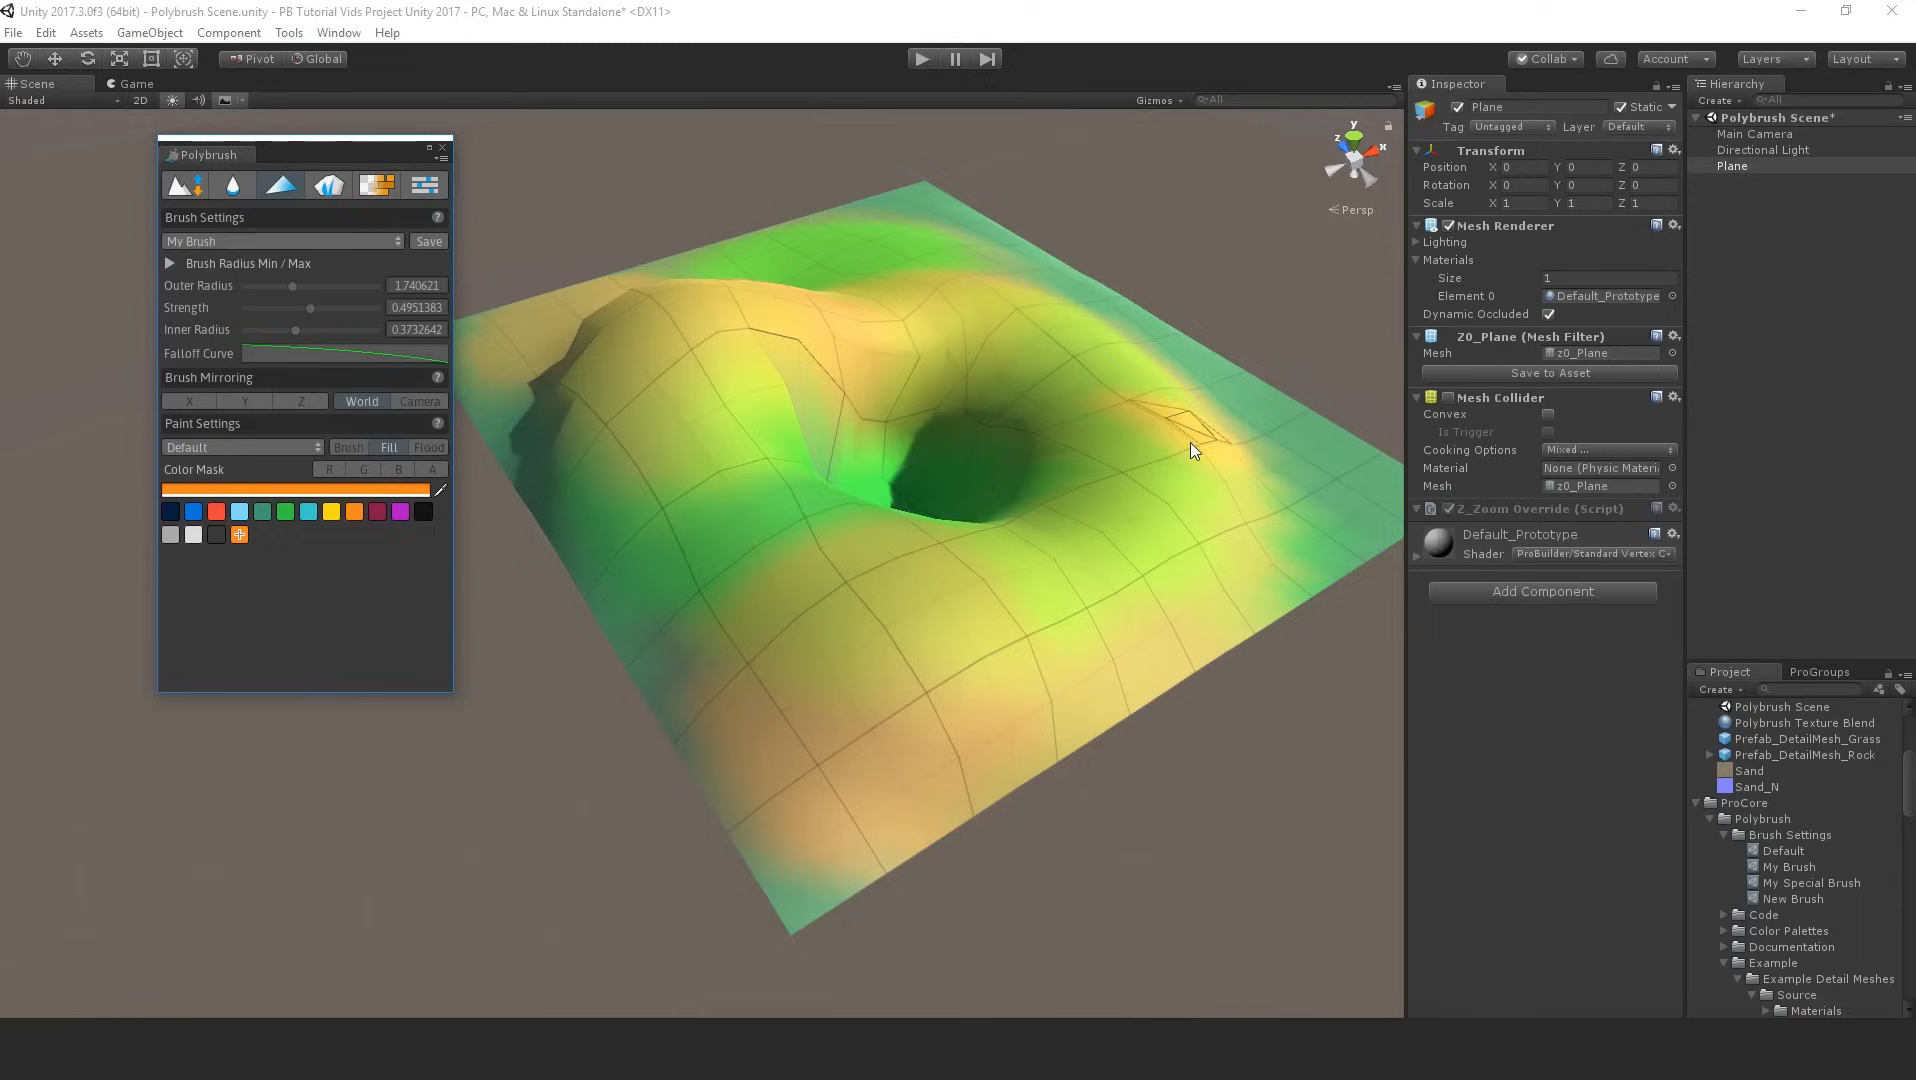 Unity 2017.3.0f3 (64bit) - Polybrush Scene.unity - PB Tutorial Vids Project Unity 2017 - PC, Mac & Linux Standalone* <DX11>
File Edit Assets GameObject Component Tools Window Help
Pivot Global Collab Account Layers Layout
Scene Game
Shaded 2D Gizmos All
Polybrush
Brush Settings ?
My Brush Save
Brush Radius Min / Max
Outer Radius 1.740621
Strength 0.4951383
Inner Radius 0.3732642
Falloff Curve
Brush Mirroring ?
X Y Z World Camera
Paint Settings ?
Default Brush Fill Flood
Color Mask R G B A
y
z x
Persp
Inspector
Plane Static
Tag Untagged Layer Default
Transform
Position X 0 Y 0 Z 0
Rotation X 0 Y 0 Z 0
Scale X 1 Y 1 Z 1
Mesh Renderer
Lighting
Materials
Size 1
Element 0 Default_Prototype
Dynamic Occluded
Z0_Plane (Mesh Filter)
Mesh z0_Plane
Save to Asset
Mesh Collider
Convex
Is Trigger
Cooking Options Mixed ...
Material None (Physic Materi
Mesh z0_Plane
Z_Zoom Override (Script)
Default_Prototype
Shader ProBuilder/Standard Vertex C
Add Component
Hierarchy
Create All
Polybrush Scene*
Main Camera
Directional Light
Plane
Project ProGroups
Create
Polybrush Scene
Polybrush Texture Blend
Prefab_DetailMesh_Grass
Prefab_DetailMesh_Rock
Sand
Sand_N
ProCore
Polybrush
Brush Settings
Default
My Brush
My Special Brush
New Brush
Code
Color Palettes
Documentation
Example
Example Detail Meshes
Source
Materials